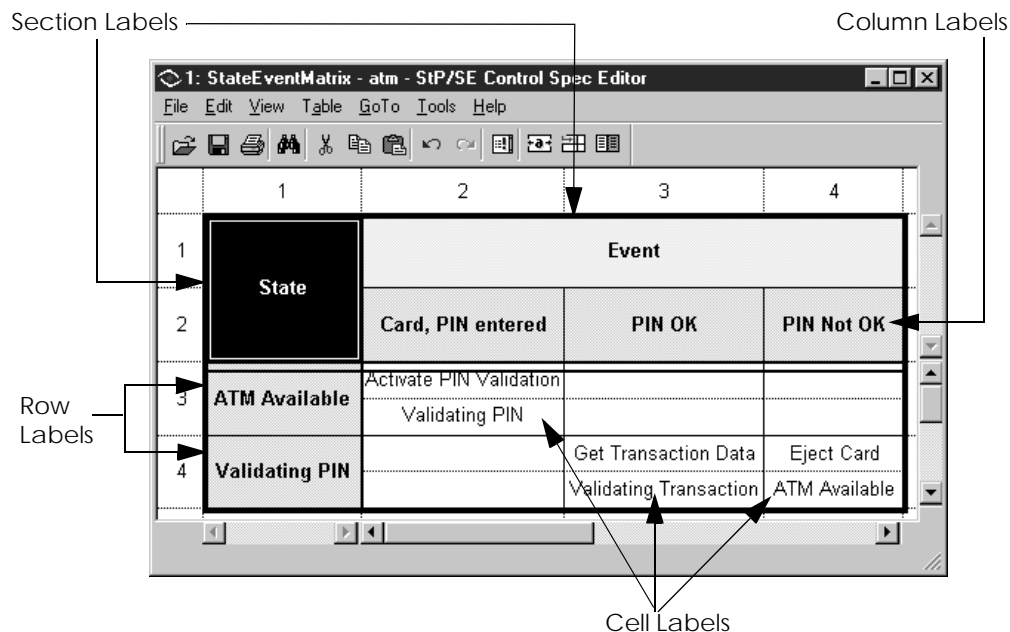 Section Labels
Column Labels
1: StateEventMatrix - atm - StP/SE Control Spec Editor
File Edit View Table GoTo Tools Help
1 2 3 4
1
State
Event
2
Card, PIN entered
PIN OK
PIN Not OK
Row
Labels
3
ATM Available
Activate PIN Validation
Validating PIN
4
Validating PIN
Get Transaction Data
Eject Card
Validating Transaction
ATM Available
Cell Labels